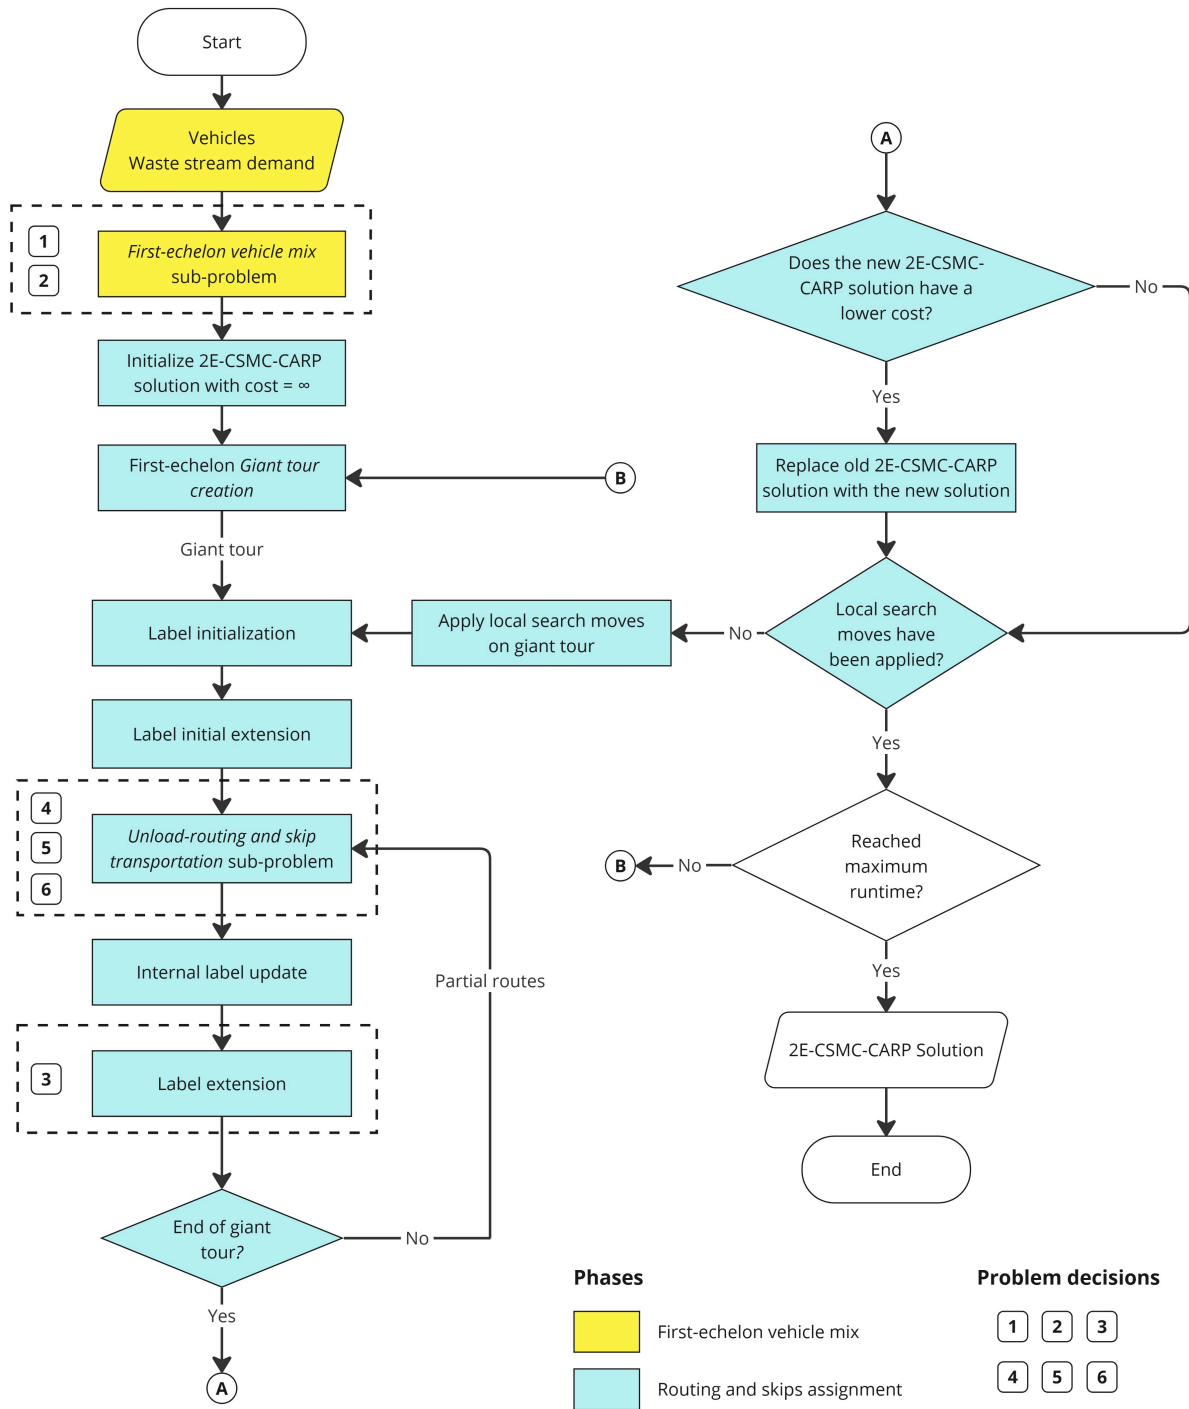 Start
Vehicles
Waste stream demand
1
2
First-echelon vehicle mix
sub-problem
Initialize 2E-CSMC-CARP
solution with cost = ∞
First-echelon Giant tour
creation
B
Giant tour
Label initialization
Apply local search moves
on giant tour
Label initial extension
4
5
6
Unload-routing and skip
transportation sub-problem
Internal label update
Partial routes
3
Label extension
End of giant
tour?
No
Yes
A
A
Does the new 2E-CSMC-
CARP solution have a
lower cost?
No
Yes
Replace old 2E-CSMC-CARP
solution with the new solution
Local search
moves have
been applied?
No
Yes
Reached
maximum
runtime?
No
B
Yes
2E-CSMC-CARP Solution
End
Phases
First-echelon vehicle mix
Routing and skips assignment
Problem decisions
1 2 3
4 5 6